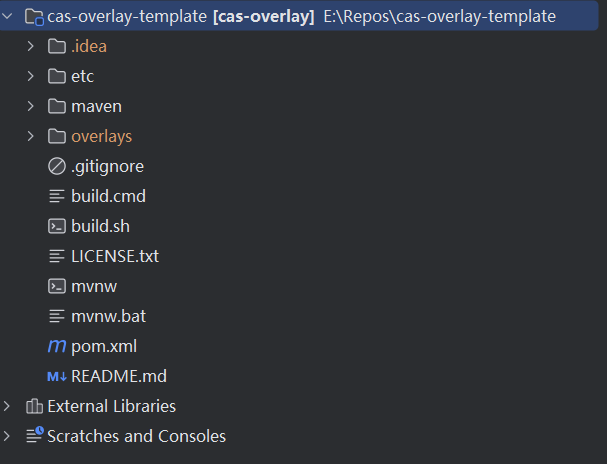 cas-overlay-template [cas-overlay] E:\Repos\cas-overlay-template
.idea
etc
maven
overlays
.gitignore
build.cmd
build.sh
LICENSE.txt
mvnw
mvnw.bat
m pom.xml
M↓ README.md
External Libraries
Scratches and Consoles